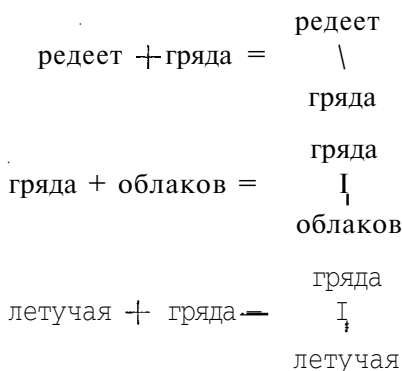 редеет
редеет + гряда = \
гряда
гряда
гряда + облаков = |
облаков
гряда
летучая + гряда = |
летучая